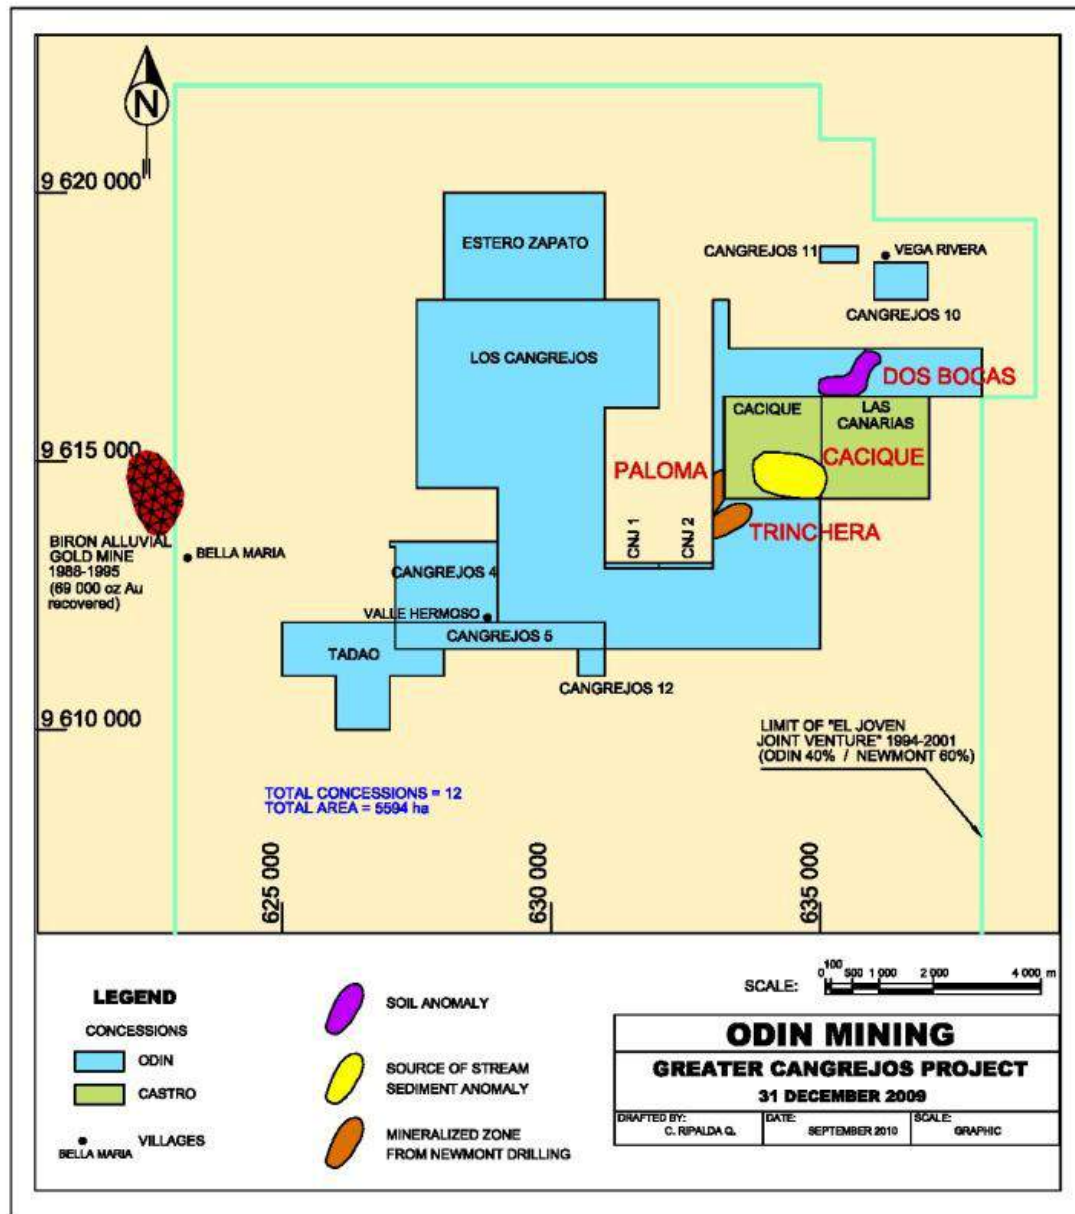 N
9 620 000
ESTERO ZAPATO
CANGREJOS 11
VEGA RIVERA
CANGREJOS 10
LOS CANGREJOS
DOS BOCAS
CACIQUE
LAS
CANARIAS
9 615 000
PALOMA
CACIQUE
TRINCHERA
CNJ 1
CNJ 2
BIRON ALLUVIAL
GOLD MINE
1988-1995
(69 000 oz Au
recovered)
BELLA MARIA
CANGREJOS 4
VALLE HERMOSO
CANGREJOS 5
TADAO
CANGREJOS 12
9 610 000
LIMIT OF "EL JOVEN
JOINT VENTURE" 1994-2001
(ODIN 40% / NEWMONT 60%)
TOTAL CONCESSIONS = 12
TOTAL AREA = 5594 ha
625 000
630 000
635 000
LEGEND
CONCESSIONS
ODIN
CASTRO
VILLAGES
BELLA MARIA
SOIL ANOMALY
SOURCE OF STREAM
SEDIMENT ANOMALY
MINERALIZED ZONE
FROM NEWMONT DRILLING
SCALE:
0 100 500 1 000 2 000 4 000 m
ODIN MINING
GREATER CANGREJOS PROJECT
31 DECEMBER 2009
DRAFTED BY:
C. RIPALDA Q.
DATE:
SEPTEMBER 2010
SCALE:
GRAPHIC